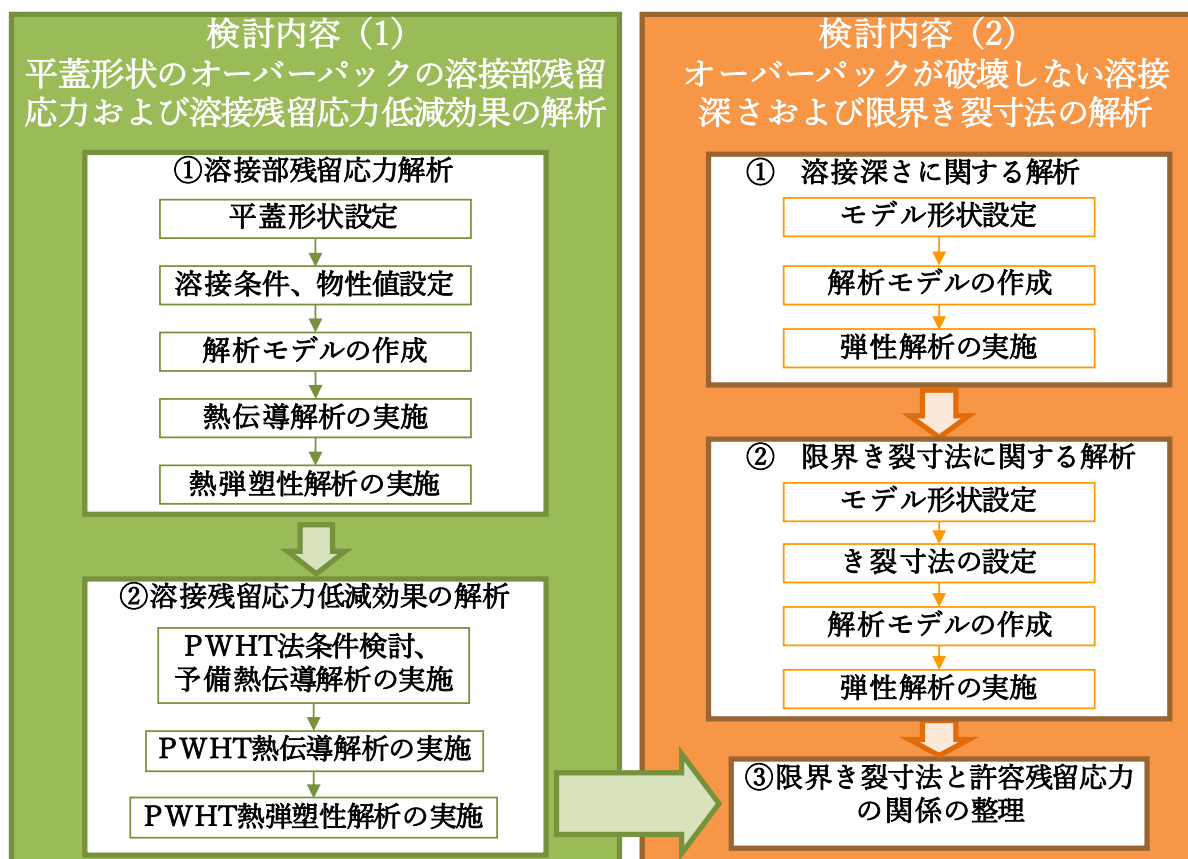 検討内容（1）
平蓋形状のオーバーパックの溶接部残留
応力および溶接残留応力低減効果の解析
①溶接部残留応力解析
平蓋形状設定
溶接条件、物性値設定
解析モデルの作成
熱伝導解析の実施
熱弾塑性解析の実施
②溶接残留応力低減効果の解析
PWHT法条件検討、
予備熱伝導解析の実施
PWHT熱伝導解析の実施
PWHT熱弾塑性解析の実施
検討内容（2）
オーバーパックが破壊しない溶接
深さおよび限界き裂寸法の解析
①　溶接深さに関する解析
モデル形状設定
解析モデルの作成
弾性解析の実施
②　限界き裂寸法に関する解析
モデル形状設定
き裂寸法の設定
解析モデルの作成
弾性解析の実施
③限界き裂寸法と許容残留応力
の関係の整理